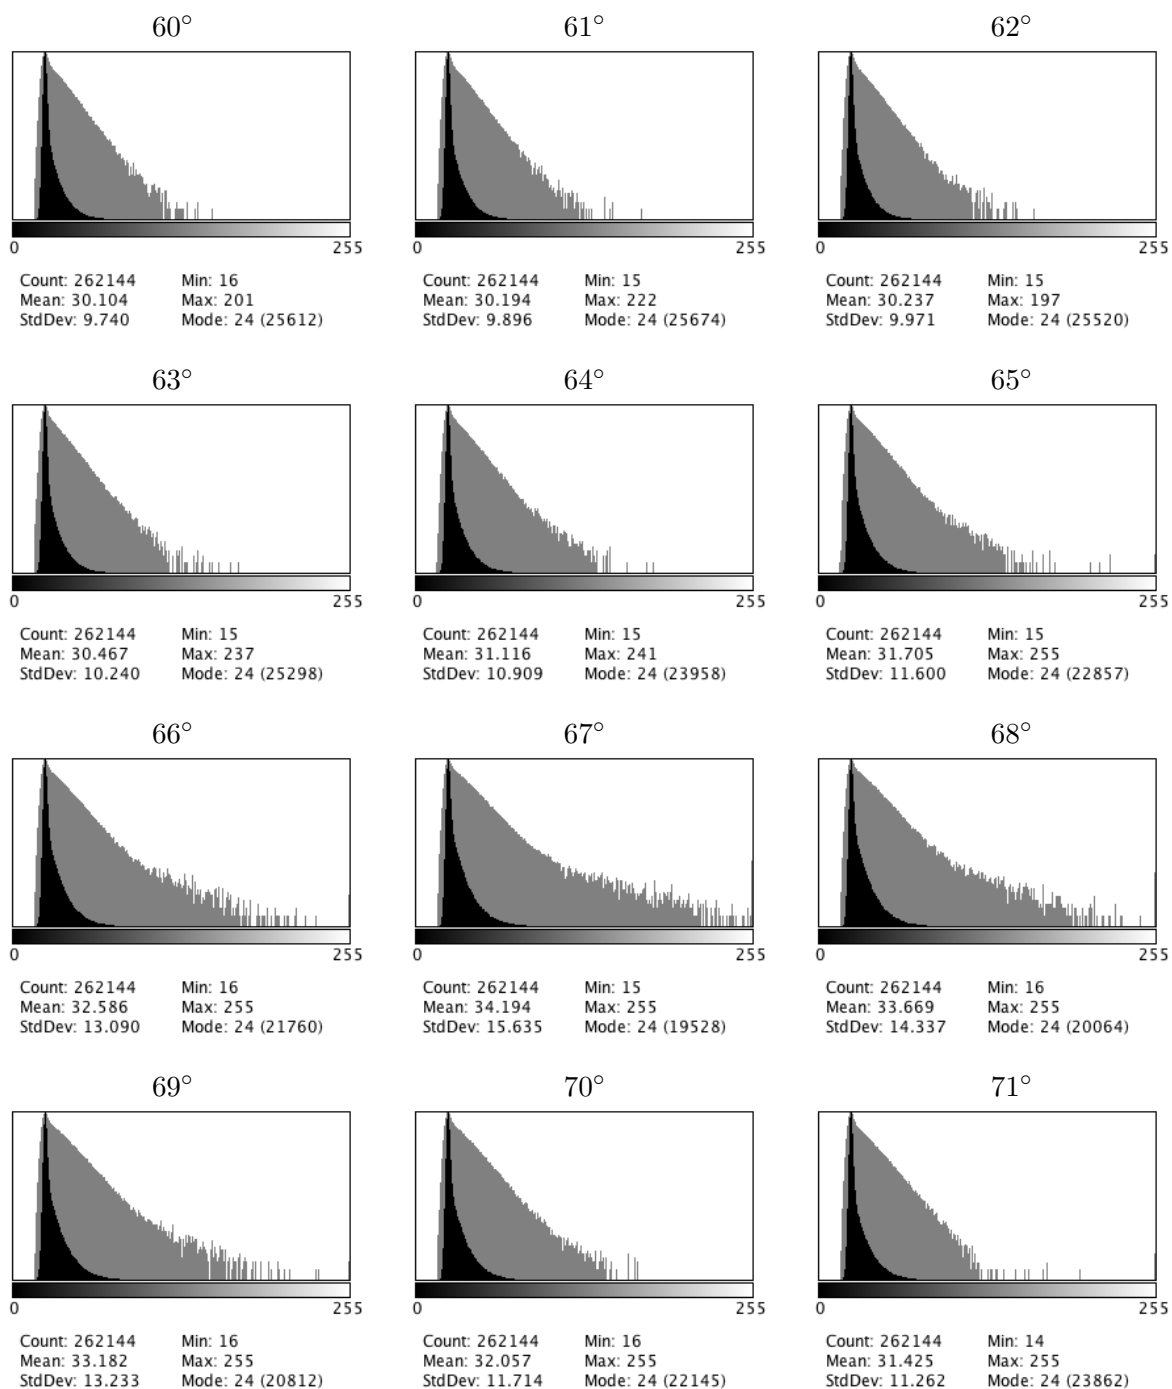 60° 61° 62°
0 255 0 255 0 255
Count: 262144 Min: 16 Count: 262144 Min: 15 Count: 262144 Min: 15
Mean: 30.104 Max: 201 Mean: 30.194 Max: 222 Mean: 30.237 Max: 197
StdDev: 9.740 Mode: 24 (25612) StdDev: 9.896 Mode: 24 (25674) StdDev: 9.971 Mode: 24 (25520)
63° 64° 65°
0 255 0 255 0 255
Count: 262144 Min: 15 Count: 262144 Min: 15 Count: 262144 Min: 15
Mean: 30.467 Max: 237 Mean: 31.116 Max: 241 Mean: 31.705 Max: 255
StdDev: 10.240 Mode: 24 (25298) StdDev: 10.909 Mode: 24 (23958) StdDev: 11.600 Mode: 24 (22857)
66° 67° 68°
0 255 0 255 0 255
Count: 262144 Min: 16 Count: 262144 Min: 15 Count: 262144 Min: 16
Mean: 32.586 Max: 255 Mean: 34.194 Max: 255 Mean: 33.669 Max: 255
StdDev: 13.090 Mode: 24 (21760) StdDev: 15.635 Mode: 24 (19528) StdDev: 14.337 Mode: 24 (20064)
69° 70° 71°
0 255 0 255 0 255
Count: 262144 Min: 16 Count: 262144 Min: 16 Count: 262144 Min: 14
Mean: 33.182 Max: 255 Mean: 32.057 Max: 255 Mean: 31.425 Max: 255
StdDev: 13.233 Mode: 24 (20812) StdDev: 11.714 Mode: 24 (22145) StdDev: 11.262 Mode: 24 (23862)